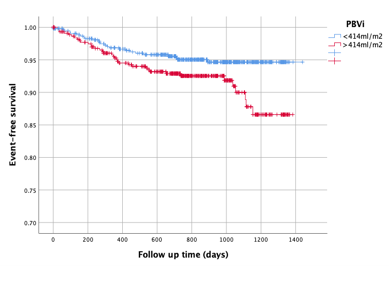 PBVi
<414ml/m2
>414ml/m2
1.00
0.95
0.90
0.85
0.80
0.75
0.70
Event-free survival
0 200 400 600 800 1000 1200 1400
Follow up time (days)